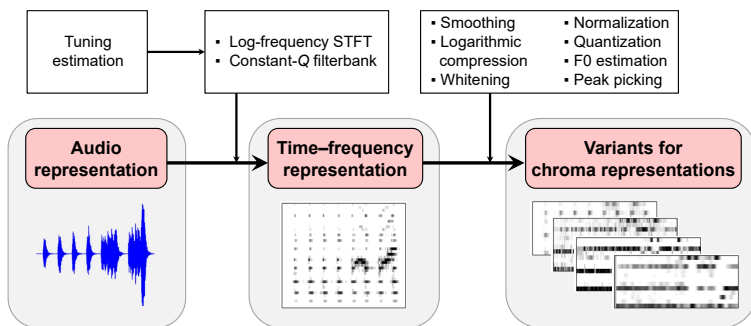 Tuning
estimation
▪ Log-frequency STFT
▪ Constant-Q filterbank
▪ Smoothing
▪ Logarithmic
compression
▪ Whitening
▪ Normalization
▪ Quantization
▪ F0 estimation
▪ Peak picking
Audio
representation
Time–frequency
representation
Variants for
chroma representations